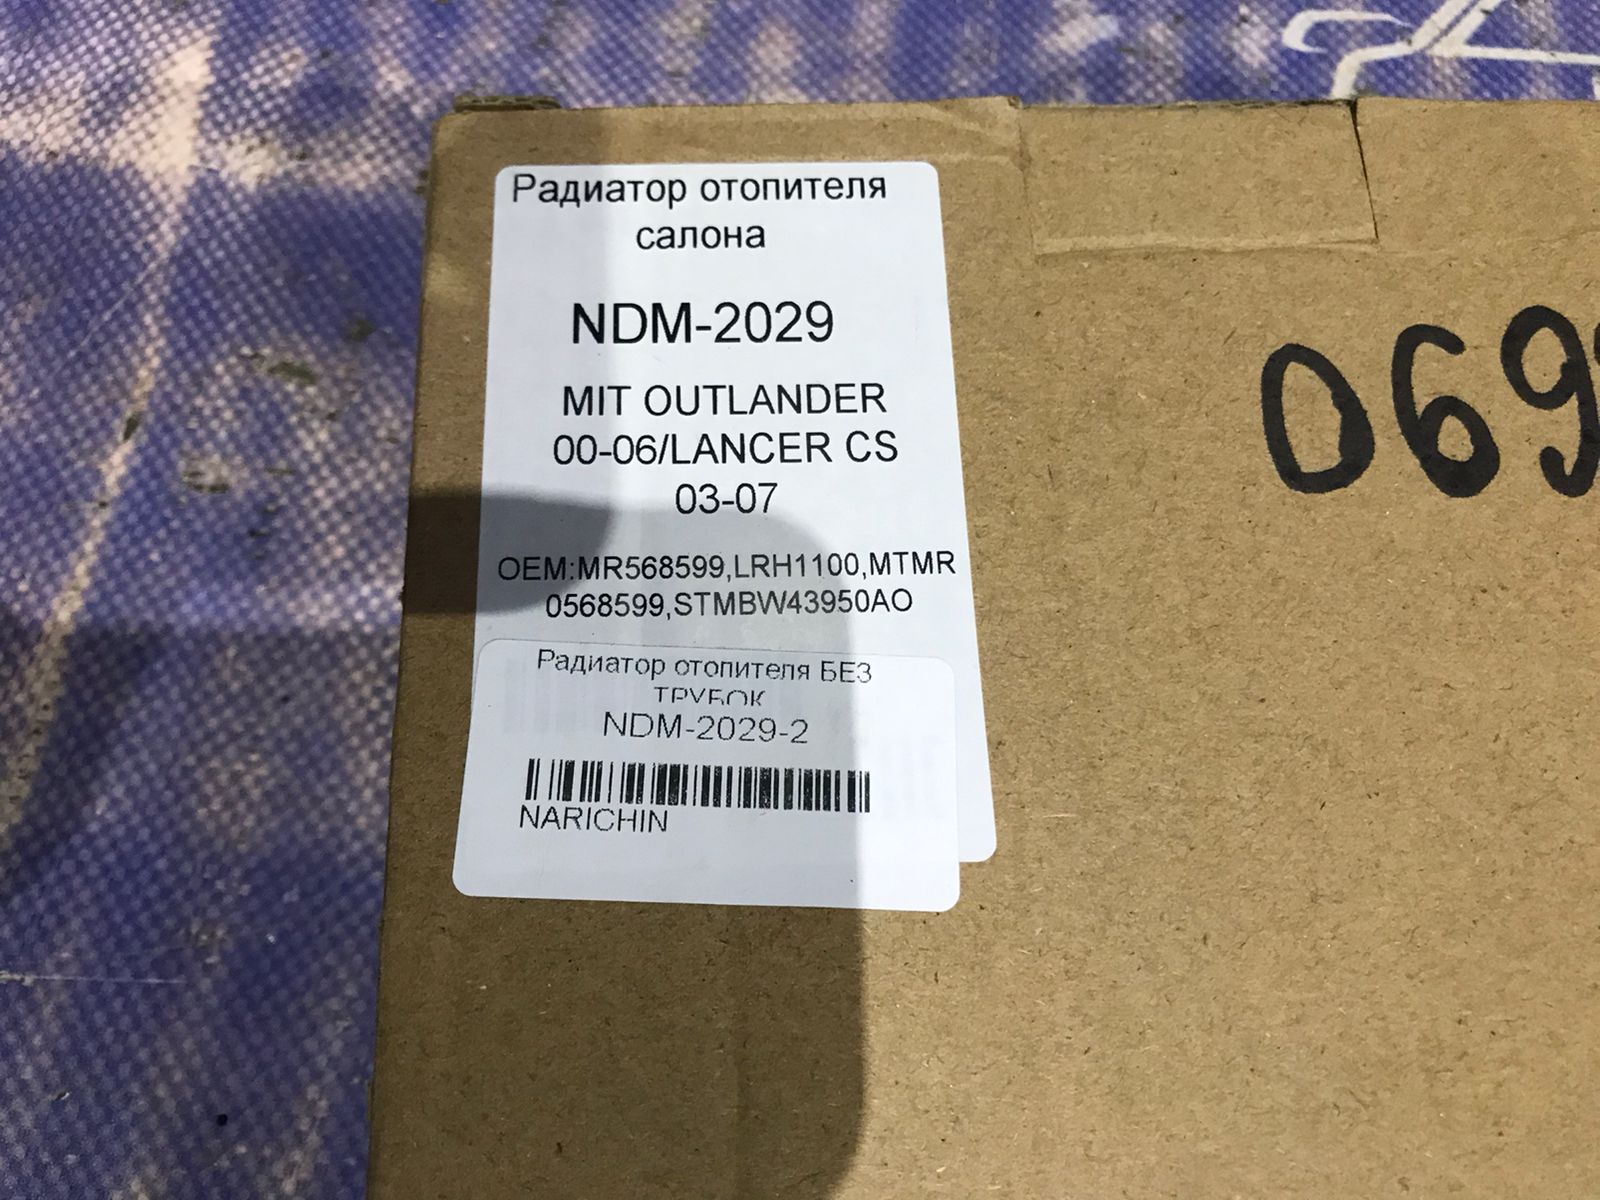 Радиатор отопителя
салона
NDM-2029
MIT OUTLANDER
00-06/LANCER CS
03-07
OEM:MR568599,LRH1100,MTMR
0568599,STMBW43950AO
Радиатор отопителя БЕЗ
ТРУБОК
NDM-2029-2
NARICHIN
069